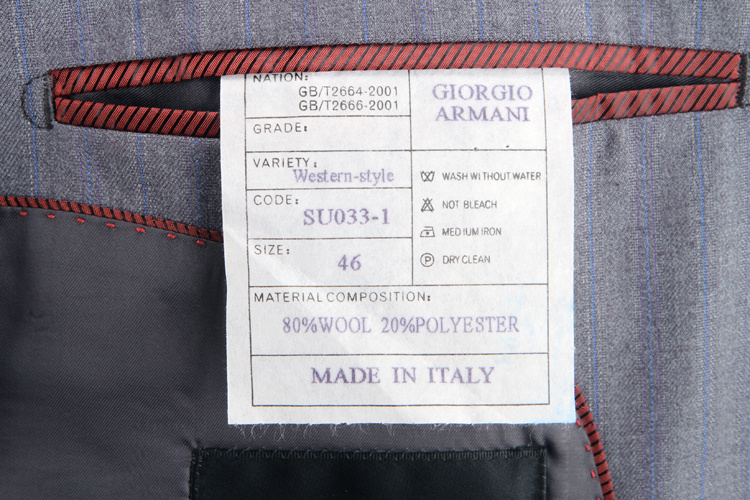 NATION:
GB/T2664-2001
GB/T2666-2001
GRADE:
VARIETY:
Western-style
CODE:
SU033-1
SIZE:
46
GIORGIO
ARMANI
WASH WITHOUT WATER
NOT BLEACH
MEDIUM IRON
P DRY CLEAN
MATERIAL COMPOSITION:
80%WOOL 20%POLYESTER
MADE IN ITALY